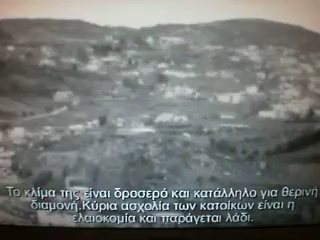 Το κλίμα της είναι δροσερό και κατάλληλο για θερινή
διαμονή.Κύρια ασχολία των κατοίκων είναι η
ελαιοκομία και παράγεται λάδι.